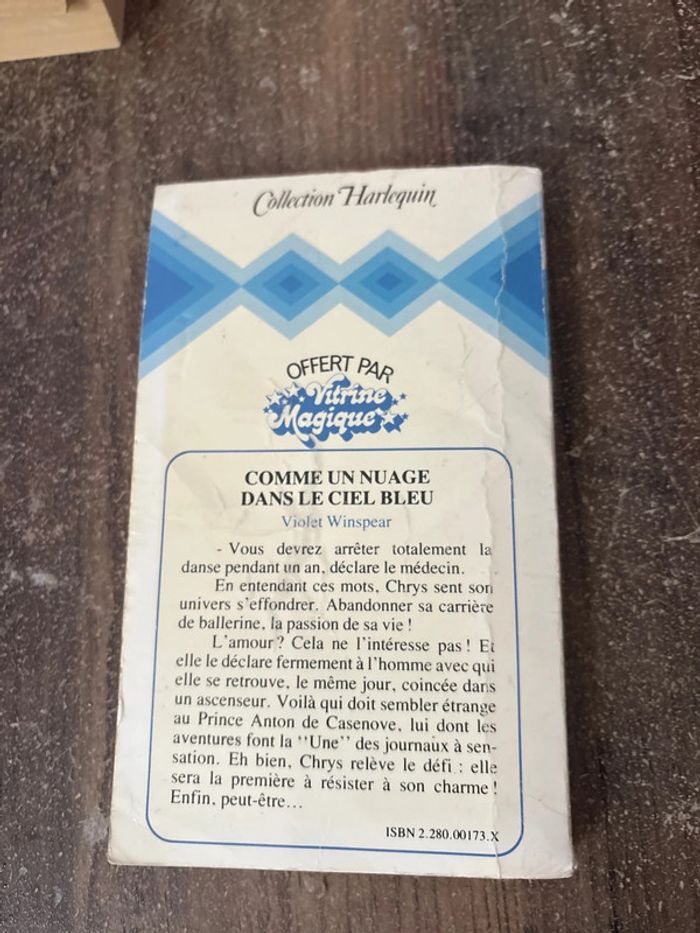 Collection Harlequin
OFFERT PAR
Vitrine
Magique
COMME UN NUAGE
DANS LE CIEL BLEU
Violet Winspear
- Vous devrez arrêter totalement la
danse pendant un an, déclare le médecin.
En entendant ces mots, Chrys sent son
univers s'effondrer. Abandonner sa carrière
de ballerine, la passion de sa vie !
L'amour ? Cela ne l'intéresse pas ! Et
elle le déclare fermement à l'homme avec qui
elle se retrouve, le même jour, coincée dans
un ascenseur. Voilà qui doit sembler étrange
au Prince Anton de Casenove, lui dont les
aventures font la ''Une'' des journaux à sen-
sation. Eh bien, Chrys relève le défi : elle
sera la première à résister à son charme !
Enfin, peut-être...
ISBN 2.280.00173.X